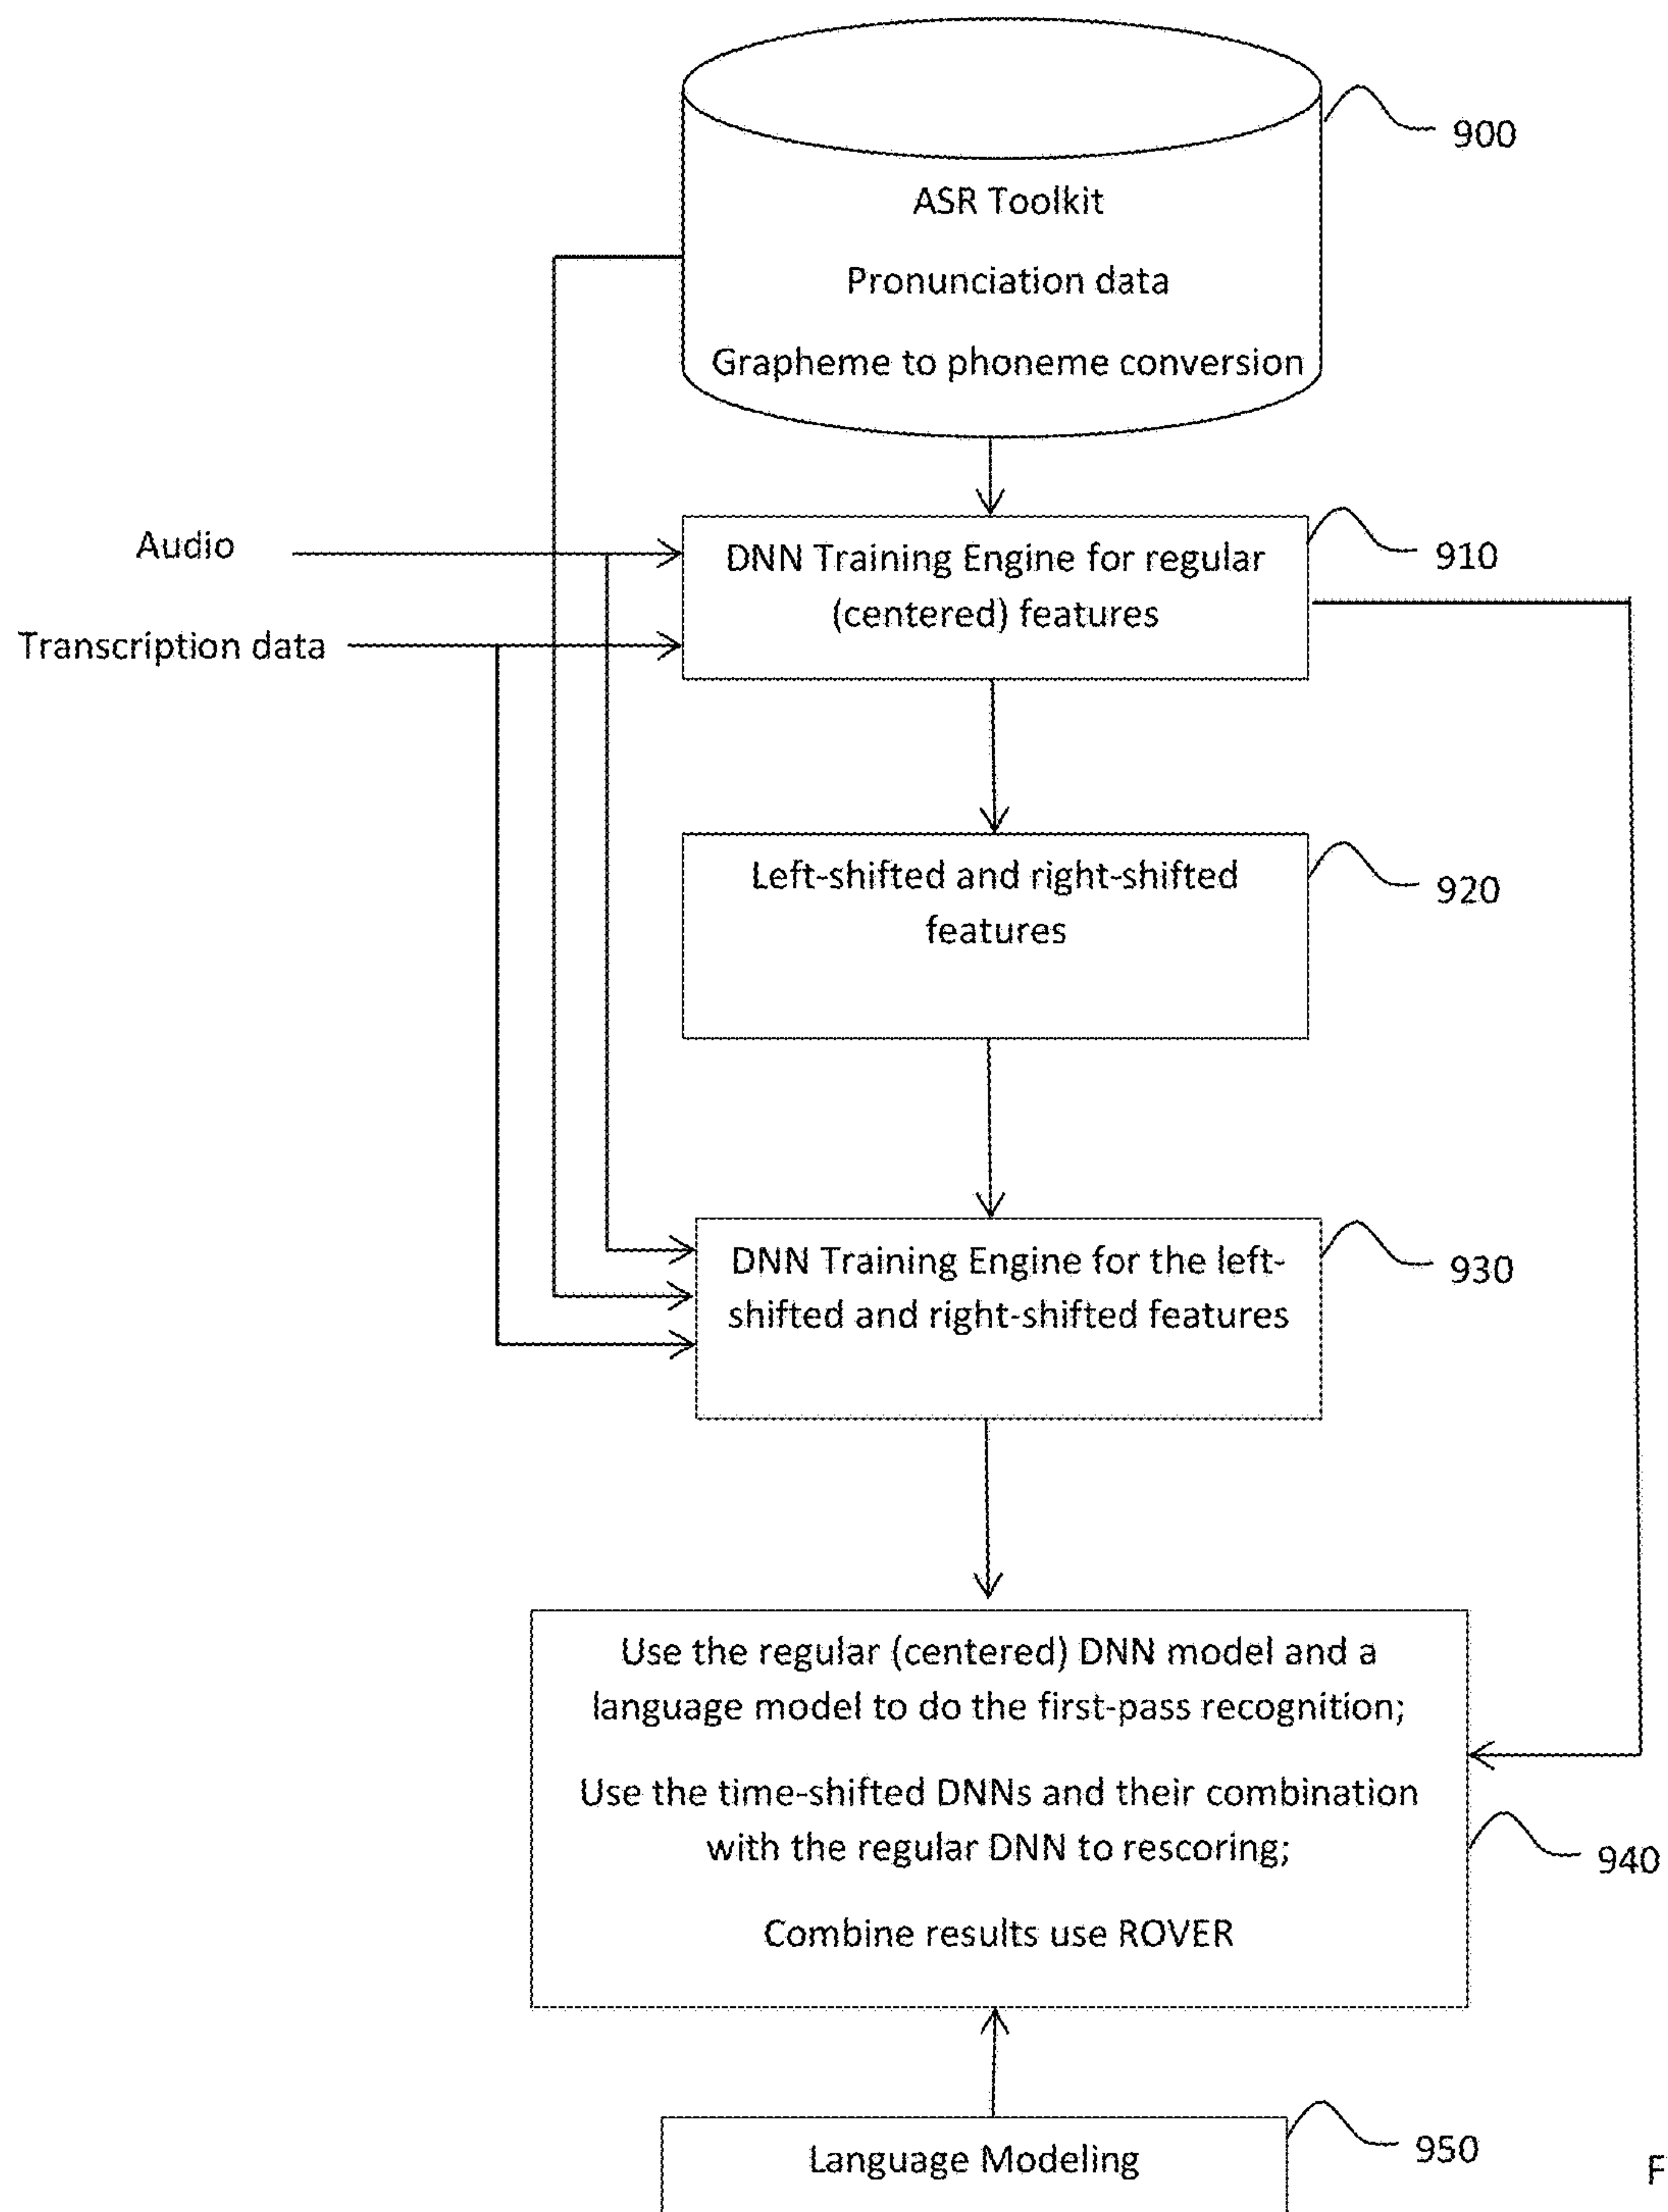 900
ASR Toolkit
Pronunciation data
Grapheme to phoneme conversion
Audio
DNN Training Engine for regular
(centered) features
910
Transcription data
Left-shifted and right-shifted
features
920
DNN Training Engine for the left-
shifted and right-shifted features
930
Use the regular (centered) DNN model and a
language model to do the first-pass recognition;
Use the time-shifted DNNs and their combination
with the regular DNN to rescoring;
940
Combine results use ROVER
Language Modeling
950
F